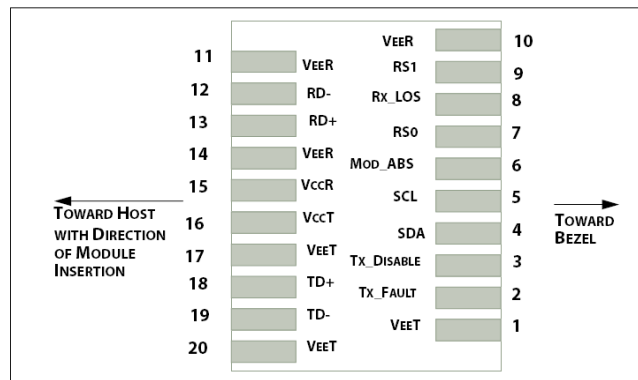 11 VEER
12 RD-
13 RD+
14 VEER
15 VCCR
16 VCCT
17 VEET
18 TD+
19 TD-
20 VEET
TOWARD HOST
WITH DIRECTION
OF MODULE
INSERTION
VEER 10
RS1 9
RX_LOS 8
RS0 7
MOD_ABS 6
SCL 5
SDA 4
TX_DISABLE 3
TX_FAULT 2
VEET 1
TOWARD
BEZEL